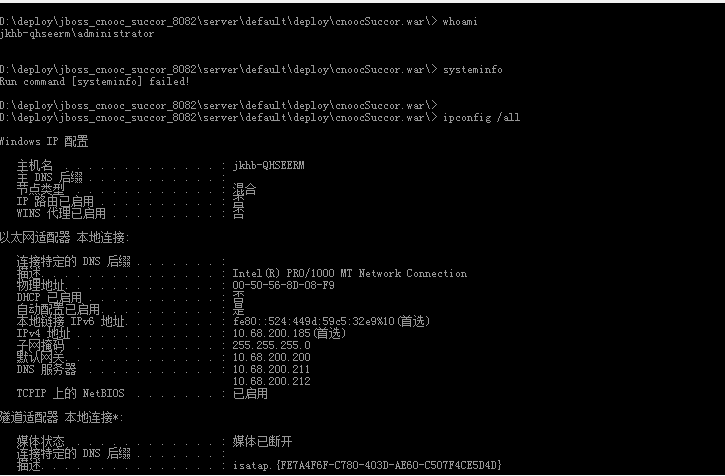 D:\deploy\jboss_cnooc_succor_8082\server\default\deploy\cnoocSuccor.war\> whoami
jkhb-qhseerm\administrator
D:\deploy\jboss_cnooc_succor_8082\server\default\deploy\cnoocSuccor.war\> systeminfo
Run command [systeminfo] failed!
D:\deploy\jboss_cnooc_succor_8082\server\default\deploy\cnoocSuccor.war\>
D:\deploy\jboss_cnooc_succor_8082\server\default\deploy\cnoocSuccor.war\> ipconfig /all
Windows IP 配置
主机名 . . . . . . . . . . . . . : jkhb-QHSEERM
主 DNS 后缀 . . . . . . . . . . . :
节点类型 . . . . . . . . . . . . : 混合
IP 路由已启用 . . . . . . . . . . : 否
WINS 代理已启用 . . . . . . . . . : 否
以太网适配器 本地连接:
连接特定的 DNS 后缀 . . . . . . . :
描述. . . . . . . . . . . . . . . : Intel(R) PRO/1000 MT Network Connection
物理地址. . . . . . . . . . . . . : 00-50-56-8D-08-F9
DHCP 已启用 . . . . . . . . . . . : 否
自动配置已启用. . . . . . . . . . : 是
本地链接 IPv6 地址. . . . . . . . : fe80::524:449d:59c5:32e9%10(首选)
IPv4 地址 . . . . . . . . . . . . : 10.68.200.185(首选)
子网掩码 . . . . . . . . . . . . : 255.255.255.0
默认网关. . . . . . . . . . . . . : 10.68.200.200
DNS 服务器 . . . . . . . . . . . : 10.68.200.211
10.68.200.212
TCPIP 上的 NetBIOS . . . . . . . : 已启用
隧道适配器 本地连接*:
媒体状态 . . . . . . . . . . . . : 媒体已断开
连接特定的 DNS 后缀 . . . . . . . :
描述. . . . . . . . . . . . . . . : isatap.{FE7A4F6F-C780-403D-AE60-C507F4CE5D4D}